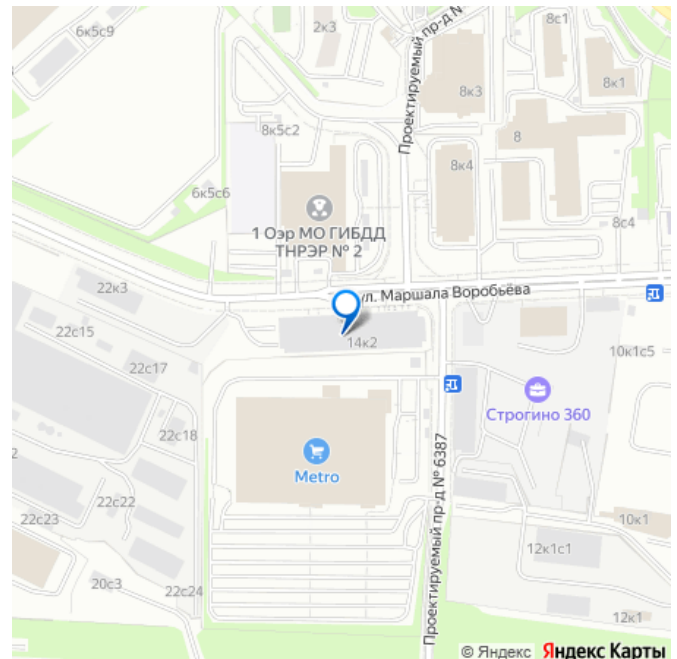 6к5с9
2к3
Проектируемый пр-д №
8с1
8к3
8к1
8к5с2
8
8к4
6к5с6
1 Оэр МО ГИБДД
ТНРЭР № 2
8с4
22к3
ул. Маршала Воробьёва
22с15
14к2
10к1с5
22с17
Строгино 360
22с18
2
Metro
Проектируемый пр-д № 6387
22с22
22с23
10к1
12к1с1
20с3
22с24
12к1
© Яндекс Яндекс Карты